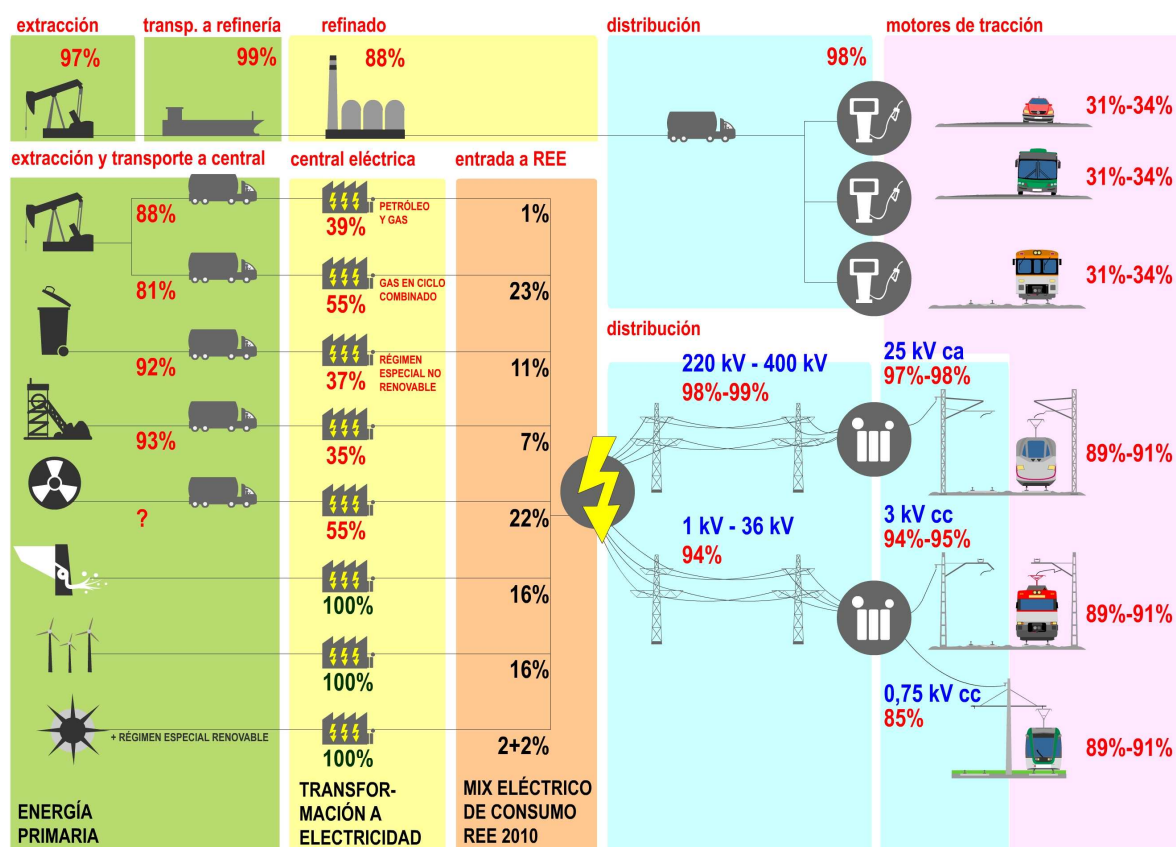 extracción
transp. a refinería
refinado
distribución
motores de tracción
97%
99%
88%
98%
31%-34%
31%-34%
31%-34%
extracción y transporte a central
central eléctrica
entrada a REE
88%
39%
PETRÓLEO
Y GAS
1%
81%
55%
GAS EN CICLO
COMBINADO
23%
92%
37%
RÉGIMEN
ESPECIAL NO
RENOVABLE
11%
93%
35%
7%
?
55%
22%
100%
16%
100%
16%
+ RÉGIMEN ESPECIAL RENOVABLE
100%
2+2%
ENERGÍA
PRIMARIA
TRANSFOR-
MACIÓN A
ELECTRICIDAD
MIX ELÉCTRICO
DE CONSUMO
REE 2010
distribución
220 kV - 400 kV
98%-99%
25 kV ca
97%-98%
89%-91%
1 kV - 36 kV
94%
3 kV cc
94%-95%
89%-91%
0,75 kV cc
85%
89%-91%